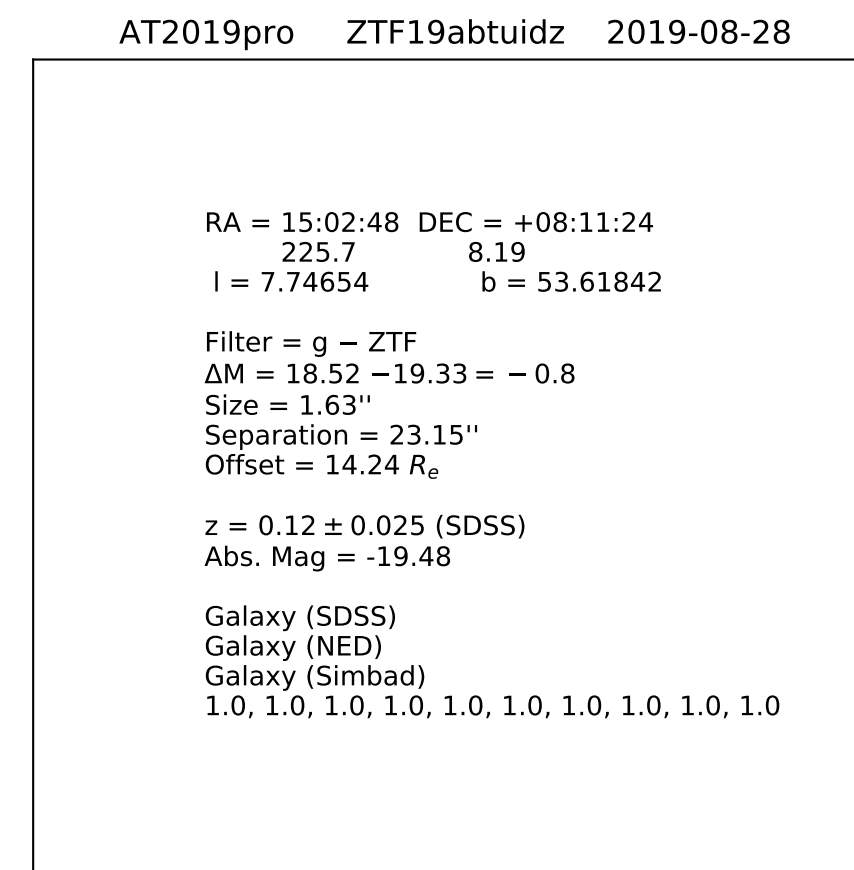 AT2019pro ZTF19abtuidz 2019-08-28
RA = 15:02:48 DEC = +08:11:24
225.7 8.19
l = 7.74654 b = 53.61842
Filter = g − ZTF
ΔM = 18.52 −19.33 = − 0.8
Size = 1.63''
Separation = 23.15''
Offset = 14.24 Re
z = 0.12 ± 0.025 (SDSS)
Abs. Mag = -19.48
Galaxy (SDSS)
Galaxy (NED)
Galaxy (Simbad)
1.0, 1.0, 1.0, 1.0, 1.0, 1.0, 1.0, 1.0, 1.0, 1.0